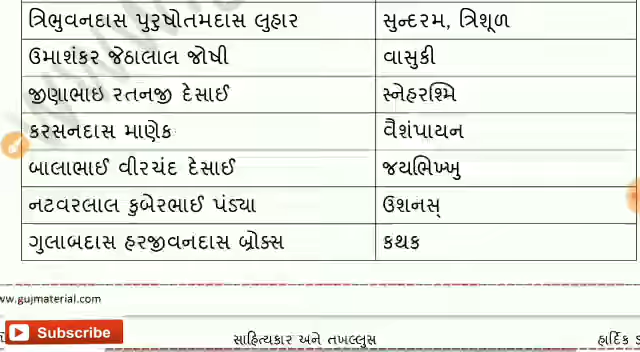 ત્રિભુવનદાસ પુરુષોતમદાસ લુહાર સુન્દરમ, ત્રિશૂળ
ઉમાશંકર જેઠાલાલ જોષી વાસુકી
જીણાભાઇ રતનજી દેસાઈ સ્નેહરશ્મિ
કરસનદાસ માણેક વૈશંપાયન
બાલાભાઈ વીરચંદ દેસાઈ જયભિખ્ખુ
નટવરલાલ કુબેરભાઈ પંડ્યા ઉશનસ્
ગુલાબદાસ હરજીવનદાસ બ્રોક્સ કથક
ww.gujmaterial.com
Subscribe
સાહિત્યકાર અને તખલ્લુસ હાર્દિક